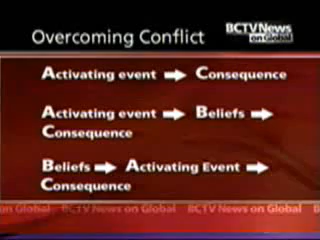 Overcoming Conflict
BCTV News
on Global
Activating event ➡ Consequence
Activating event ➡ Beliefs ➡
Consequence
Beliefs ➡ Activating Event ➡
Consequence
on Global BCTV News on Global BCTV News on Global